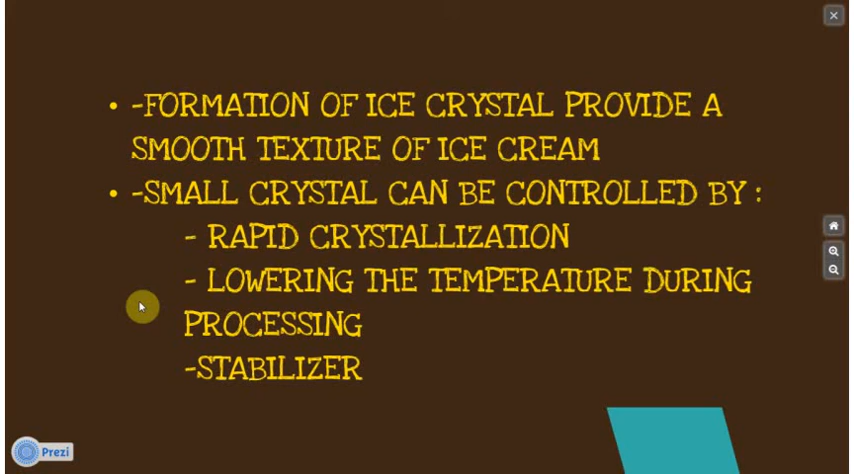 • -FORMATION OF ICE CRYSTAL PROVIDE A
SMOOTH TEXTURE OF ICE CREAM
• -SMALL CRYSTAL CAN BE CONTROLLED BY :
- RAPID CRYSTALLIZATION
- LOWERING THE TEMPERATURE DURING
PROCESSING
-STABILIZER
Prezi